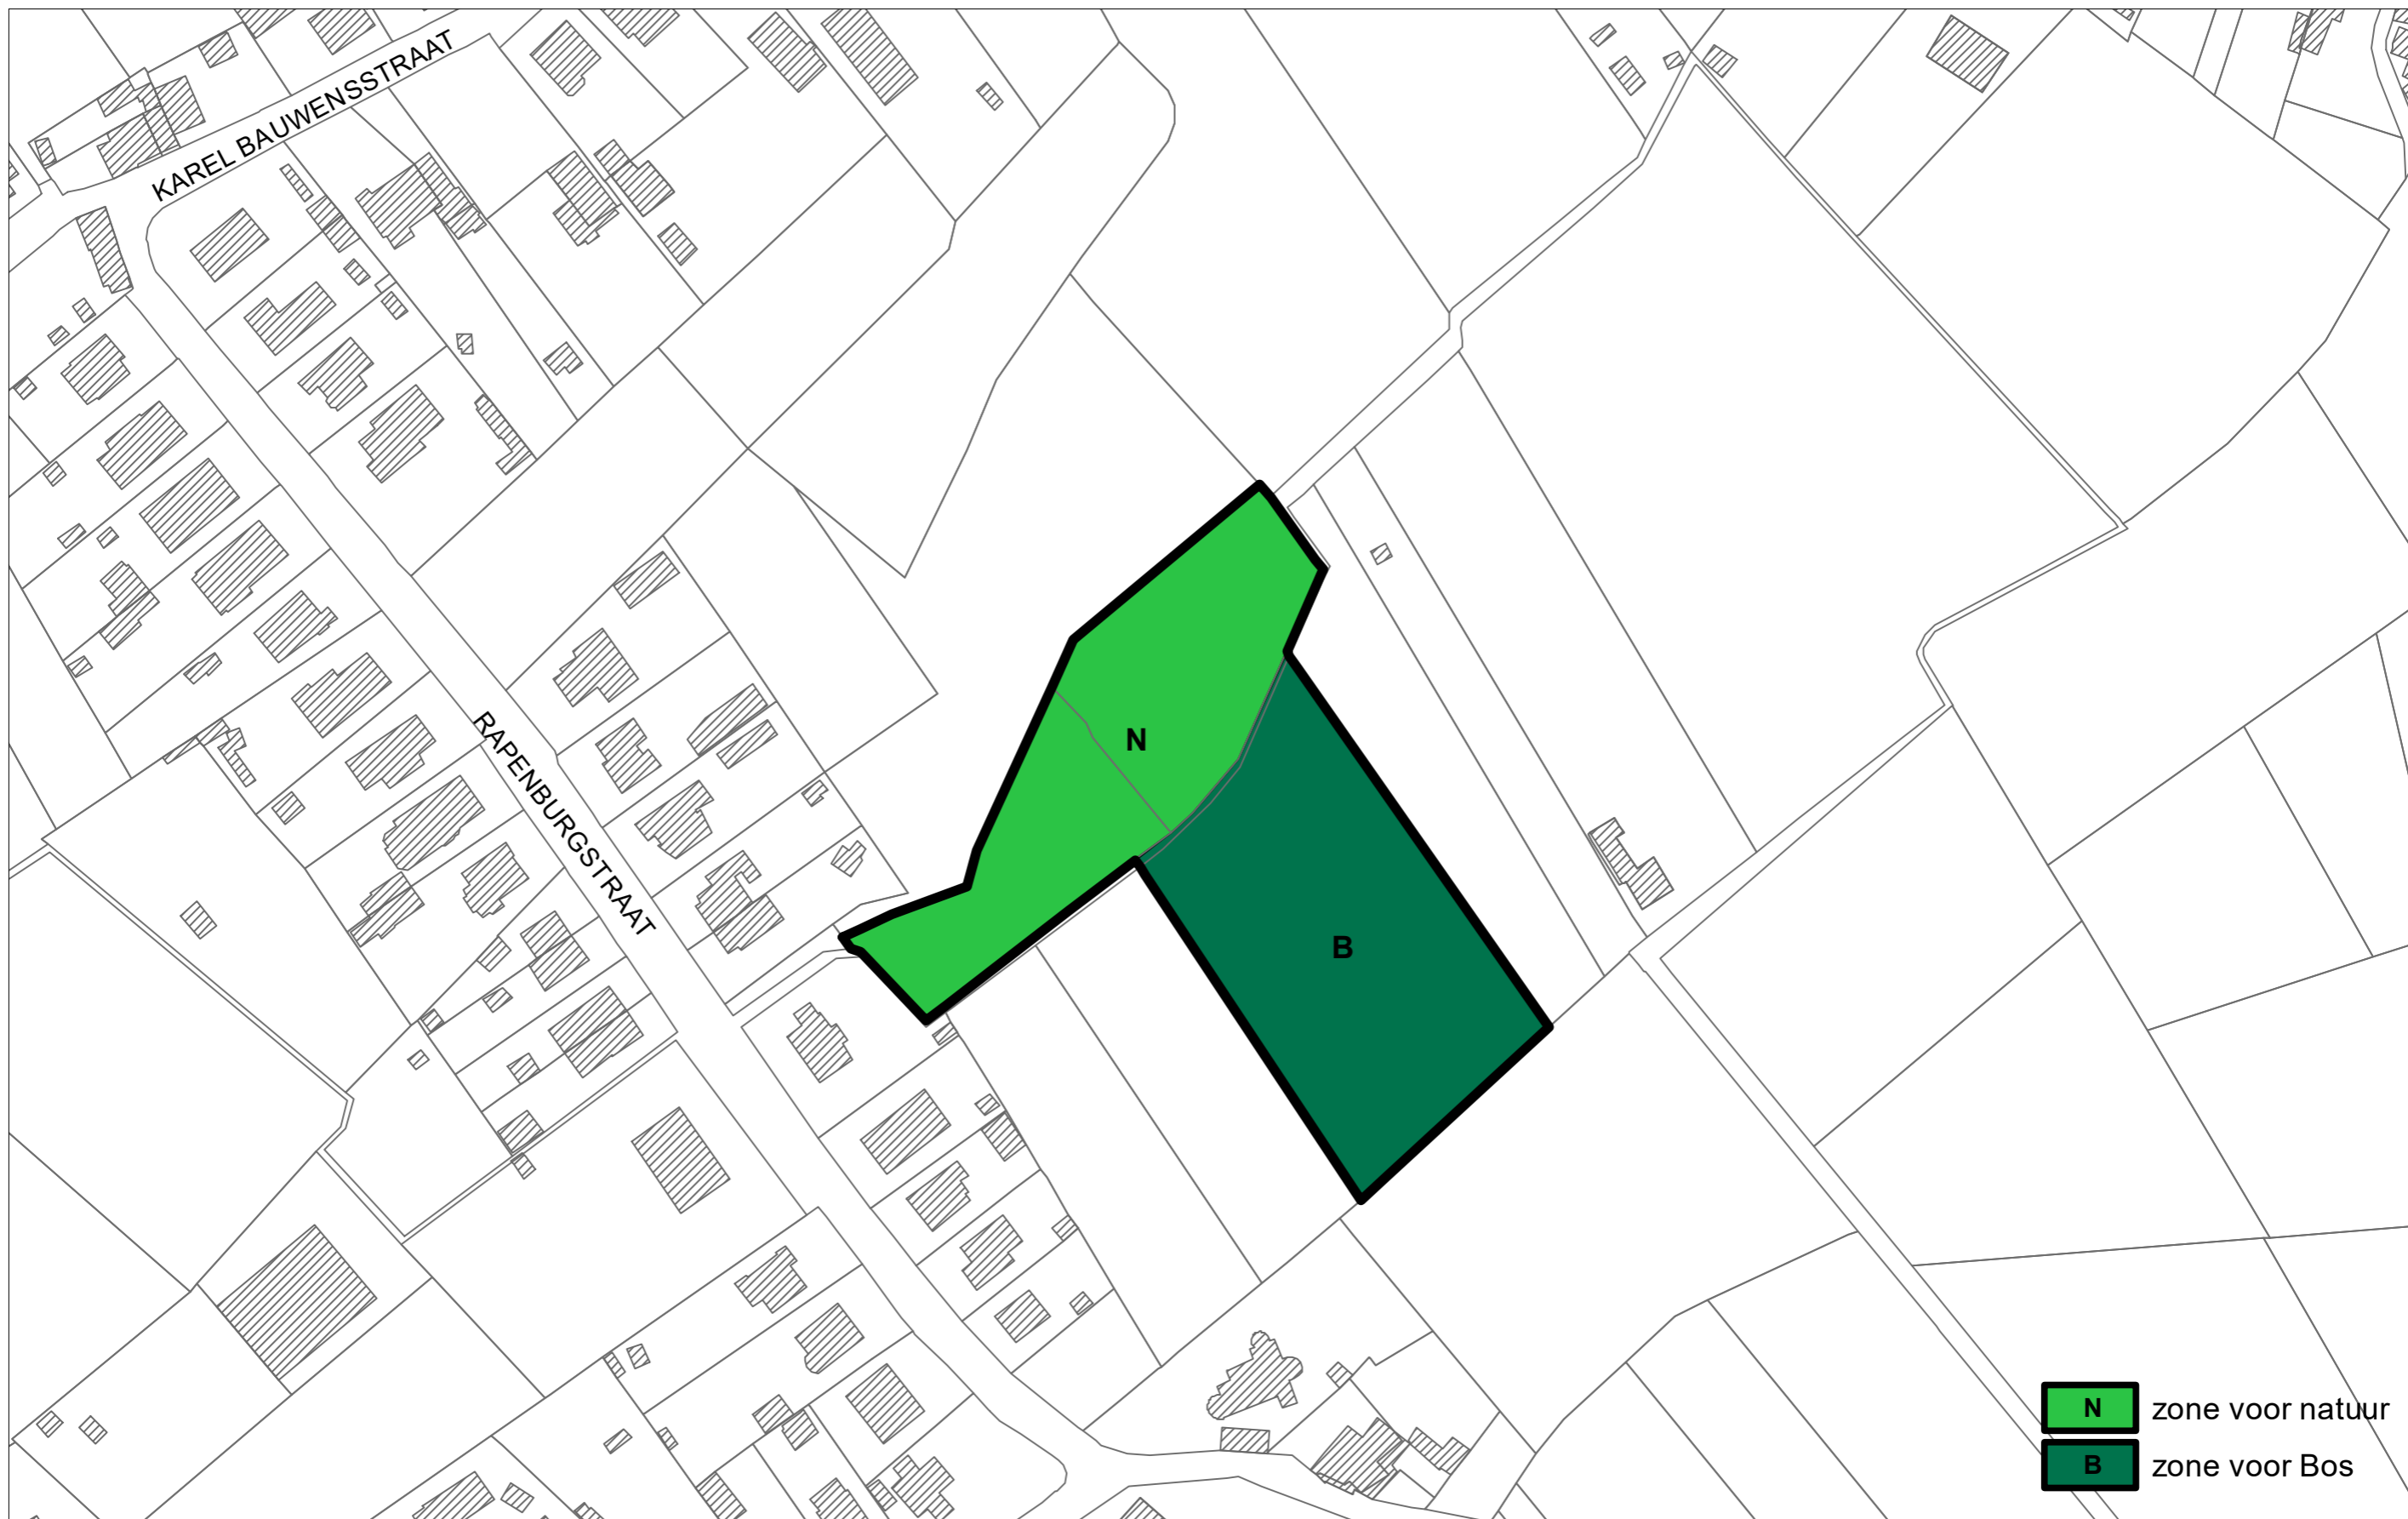 KAREL BAUWENSSTRAAT
RAPENBURGSTRAAT
N
B
N zone voor natuur
B zone voor Bos